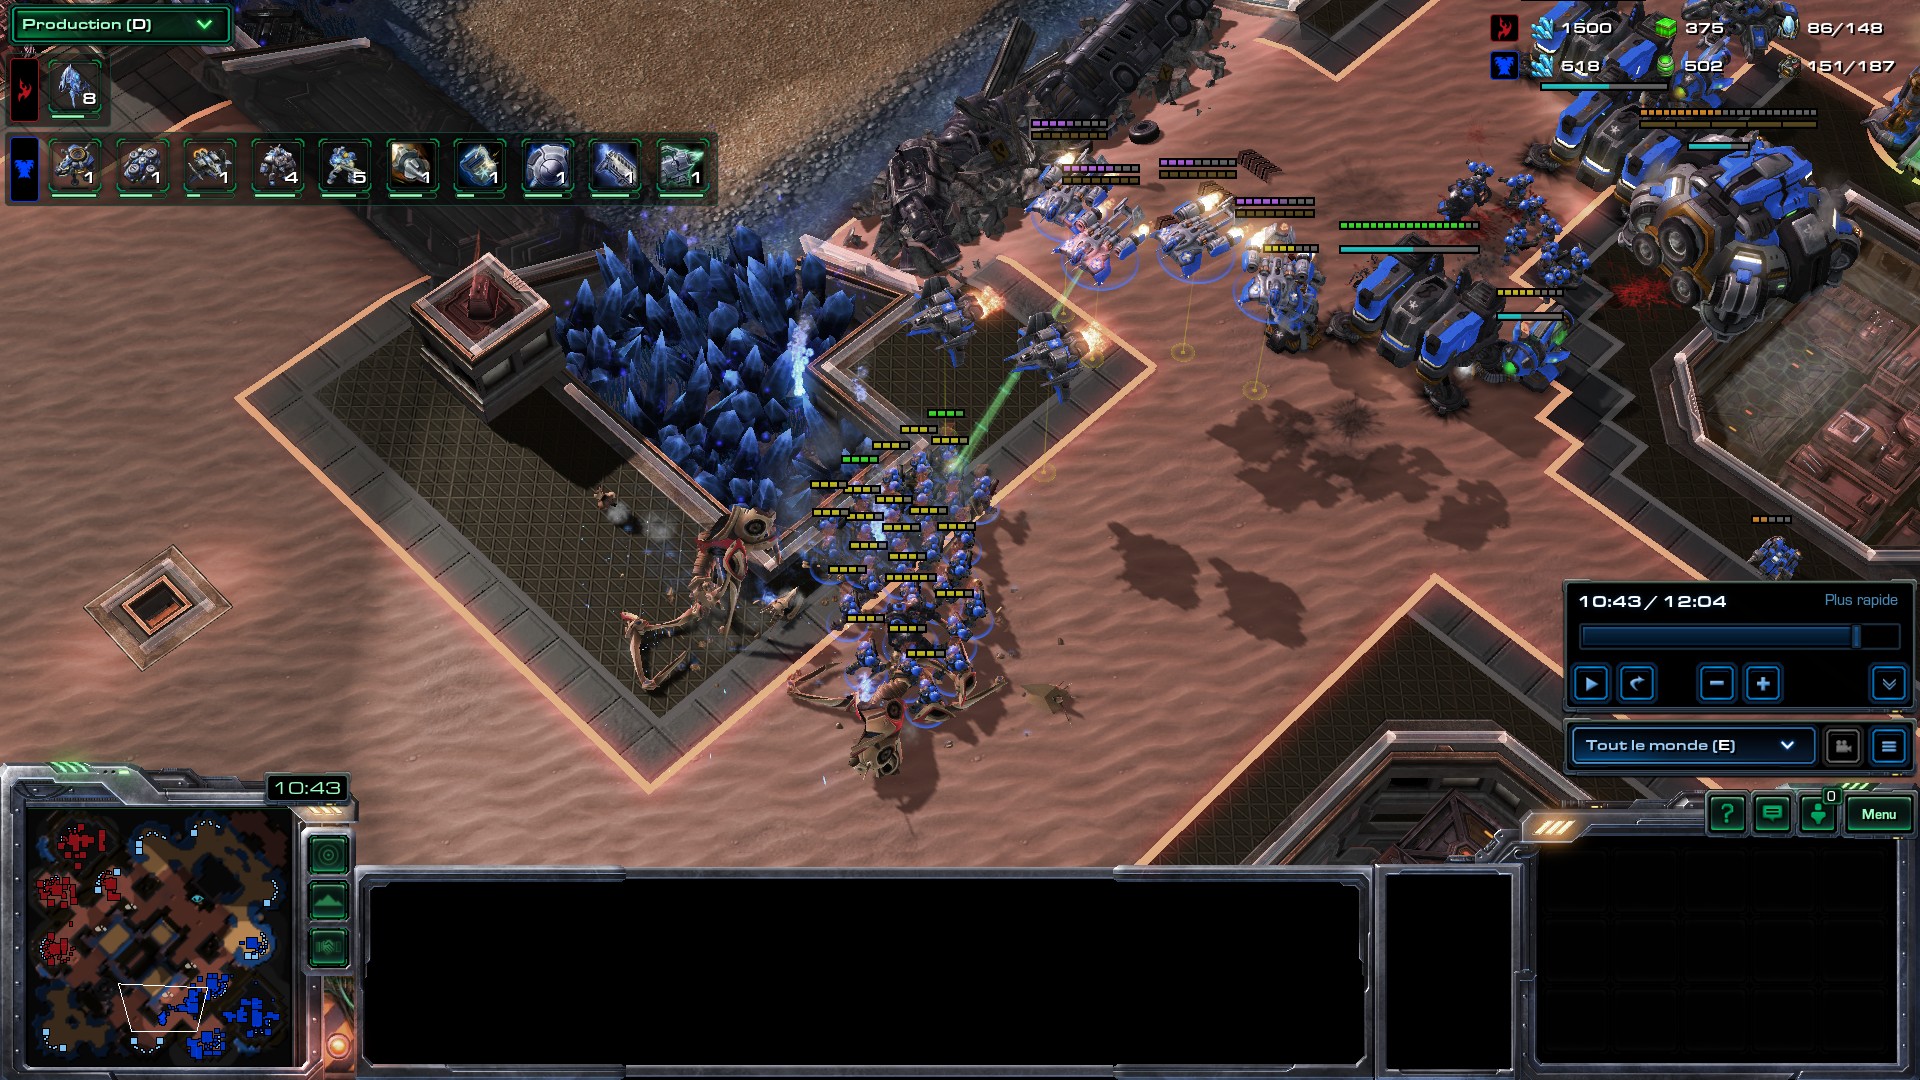 Production (D)
8
1 1 1 4 5 1 1 1 1 1
1500 375 86/148
618 502 151/187
10:43 / 12:04 Plus rapide
Tout le monde (E)
10:43
0
? Menu